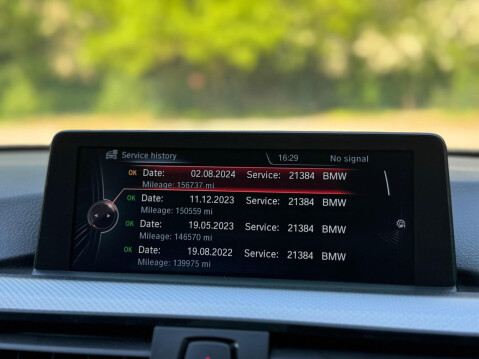 Service history 16:29 No signal
OK Date: 02.08.2024 Service: 21384 BMW
Mileage: 156737 mi
OK Date: 11.12.2023 Service: 21384 BMW
Mileage: 150559 mi
OK Date: 19.05.2023 Service: 21384 BMW
Mileage: 146570 mi
OK Date: 19.08.2022 Service: 21384 BMW
Mileage: 139975 mi